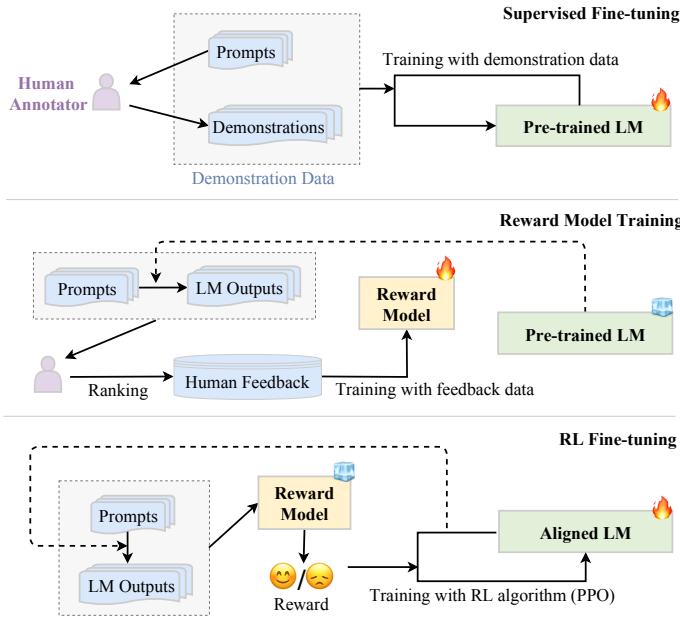 Supervised Fine-tuning
Prompts
Training with demonstration data
Human
Annotator
Demonstrations
Pre-trained LM
Demonstration Data
Reward Model Training
Prompts
LM Outputs
Reward
Model
Pre-trained LM
Ranking
Human Feedback
Training with feedback data
RL Fine-tuning
Prompts
Reward
Model
Aligned LM
LM Outputs
/
Reward
Training with RL algorithm (PPO)